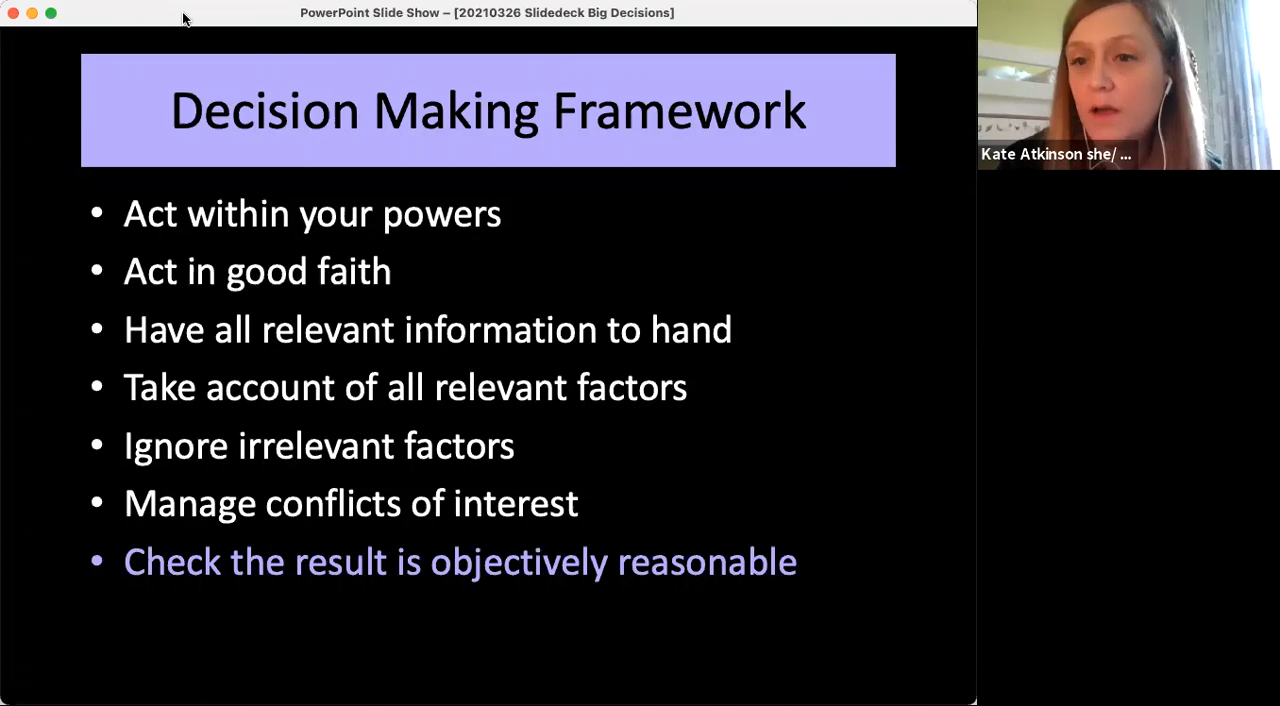 PowerPoint Slide Show – [20210326 Slidedeck Big Decisions]
Decision Making Framework
• Act within your powers
• Act in good faith
• Have all relevant information to hand
• Take account of all relevant factors
• Ignore irrelevant factors
• Manage conflicts of interest
• Check the result is objectively reasonable
Kate Atkinson she/ ...